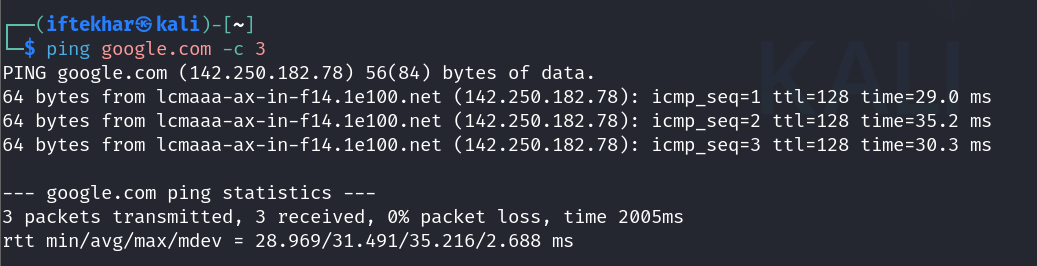 ┌──(iftekhar㉿kali)-[~]
└─$ ping google.com -c 3
PING google.com (142.250.182.78) 56(84) bytes of data.
64 bytes from lcmaaa-ax-in-f14.1e100.net (142.250.182.78): icmp_seq=1 ttl=128 time=29.0 ms
64 bytes from lcmaaa-ax-in-f14.1e100.net (142.250.182.78): icmp_seq=2 ttl=128 time=35.2 ms
64 bytes from lcmaaa-ax-in-f14.1e100.net (142.250.182.78): icmp_seq=3 ttl=128 time=30.3 ms

--- google.com ping statistics ---
3 packets transmitted, 3 received, 0% packet loss, time 2005ms
rtt min/avg/max/mdev = 28.969/31.491/35.216/2.688 ms
KALI